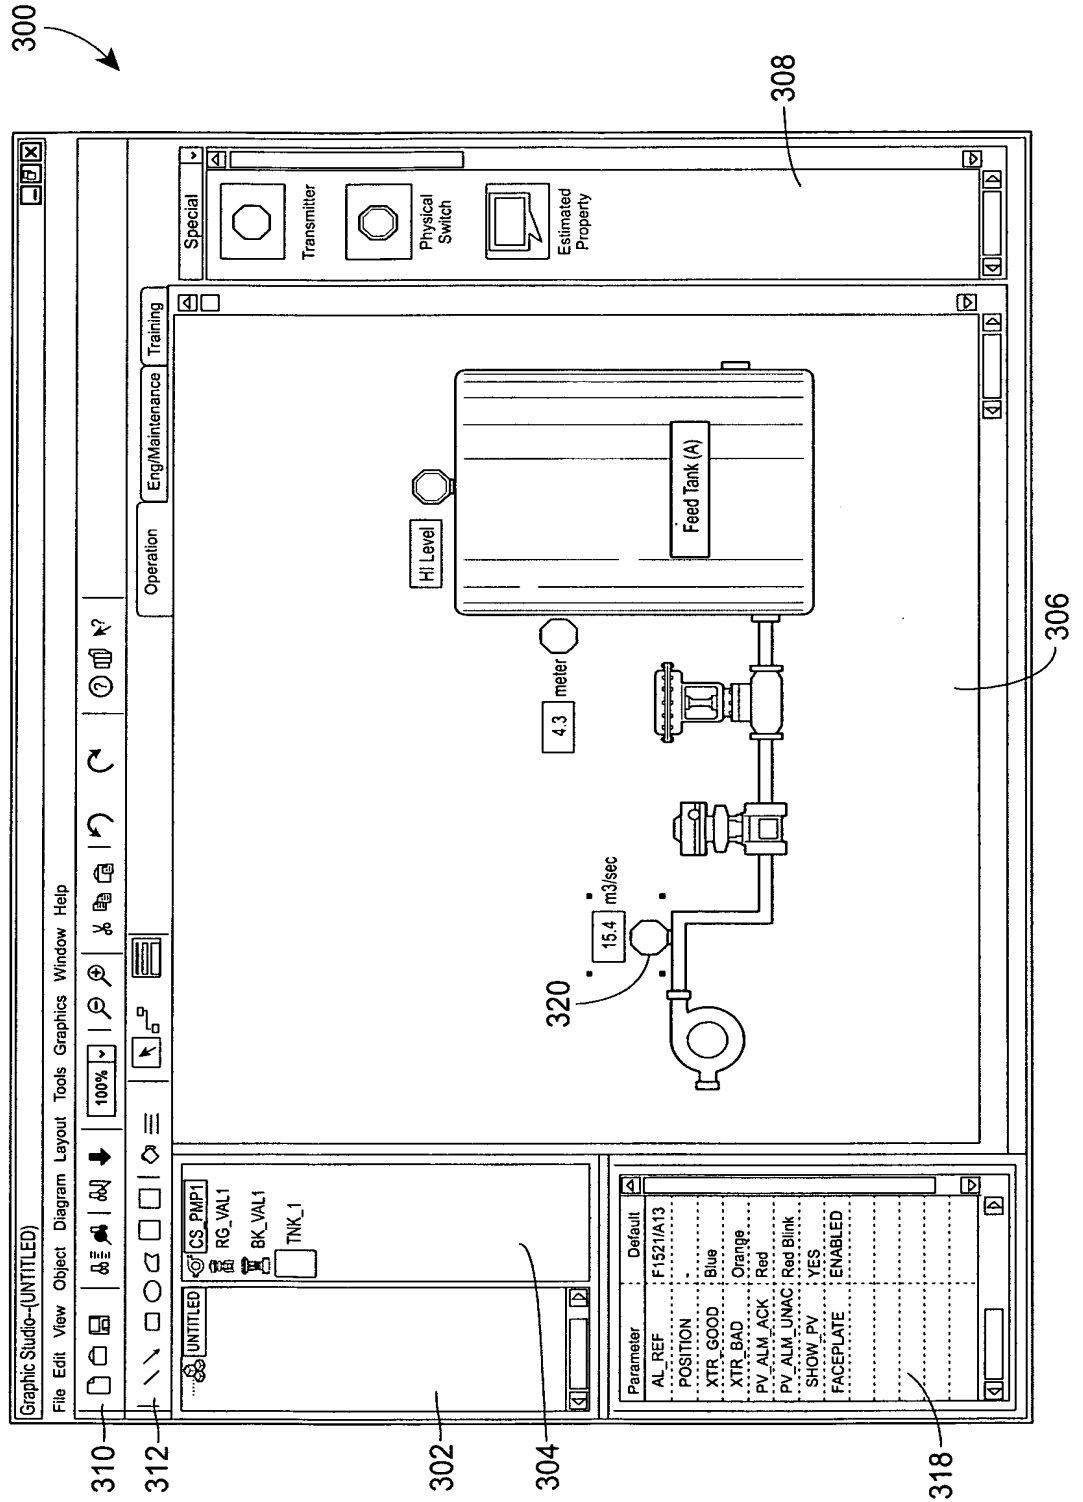 300
Graphic Studio--(UNTITLED)
File Edit View Object Diagram Layout Tools Graphics Window Help
310
100%
?
?
312
Operation
Eng/Maintenance
Training
Special
UNTITLED
CS_PMP1
RG_VAL1
BK_VAL1
TNK_1
302
304
Transmitter
Physical
Switch
Estimated
Property
308
HI Level
4.3 meter
15.4 m3/sec
320
Feed Tank (A)
306
Parameter Default
AL_REF F1521/A13
POSITION -
XTR_GOOD Blue
XTR_BAD Orange
PV_ALM_ACK Red
PV_ALM_UNAC Red Blink
SHOW_PV YES
FACEPLATE ENABLED
318